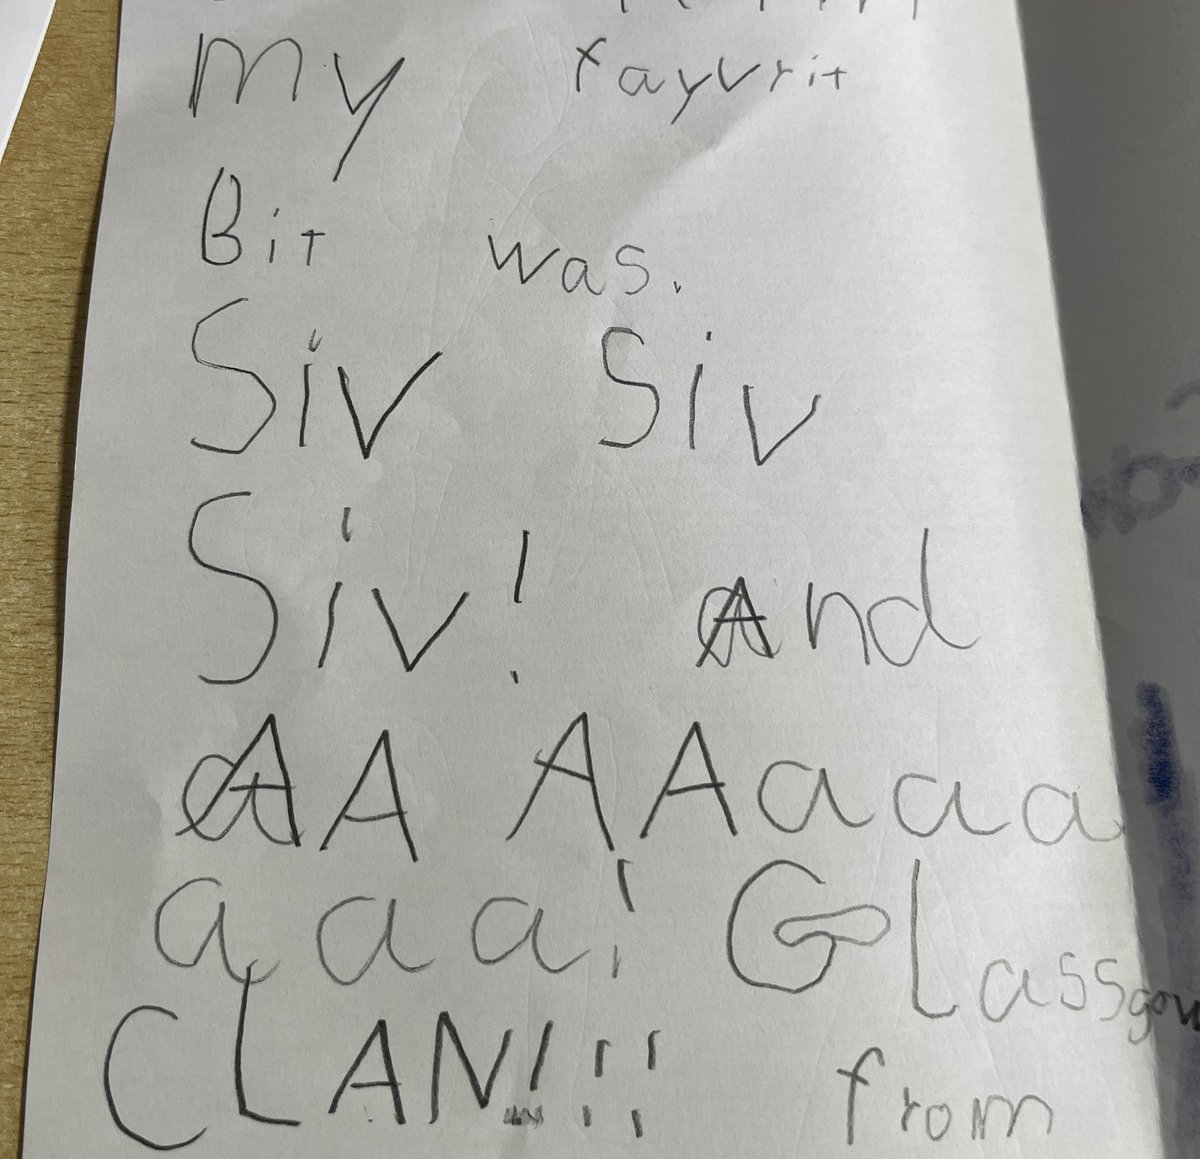 my fayvrit
Bit was.
Siv Siv
Siv! And
AA AAaaa
aaa! GLassgow
CLAN!!! from